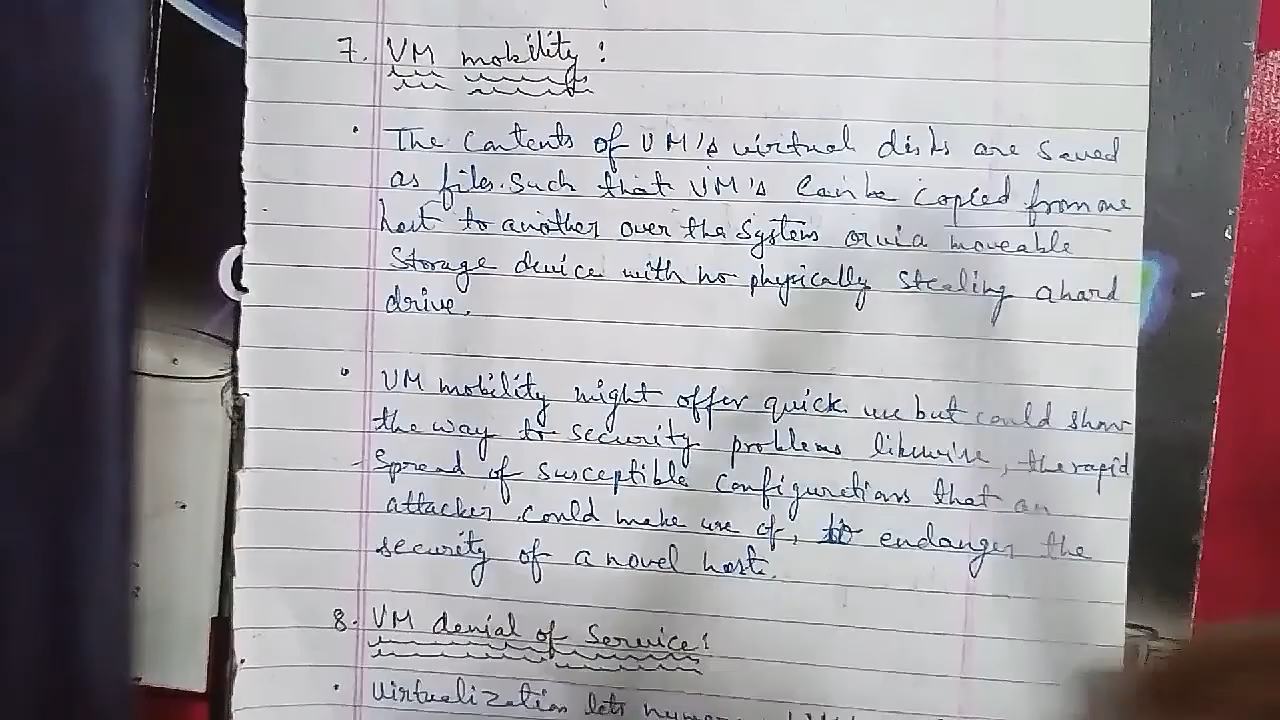 7. VM mobility :
• The Contents of VM's virtual disks are saved
as files. Such that VM's Can be copied from one
host to another over the system or via moveable
Storage device with no physically stealing a hard
drive.
• VM mobility might offer quick use but could show
the way to security problems likewise, the rapid
Spread of susceptible configurations that an
attacker could make use of, to endanger the
security of a novel host.
8. VM denial of Service:
• Virtualization lets